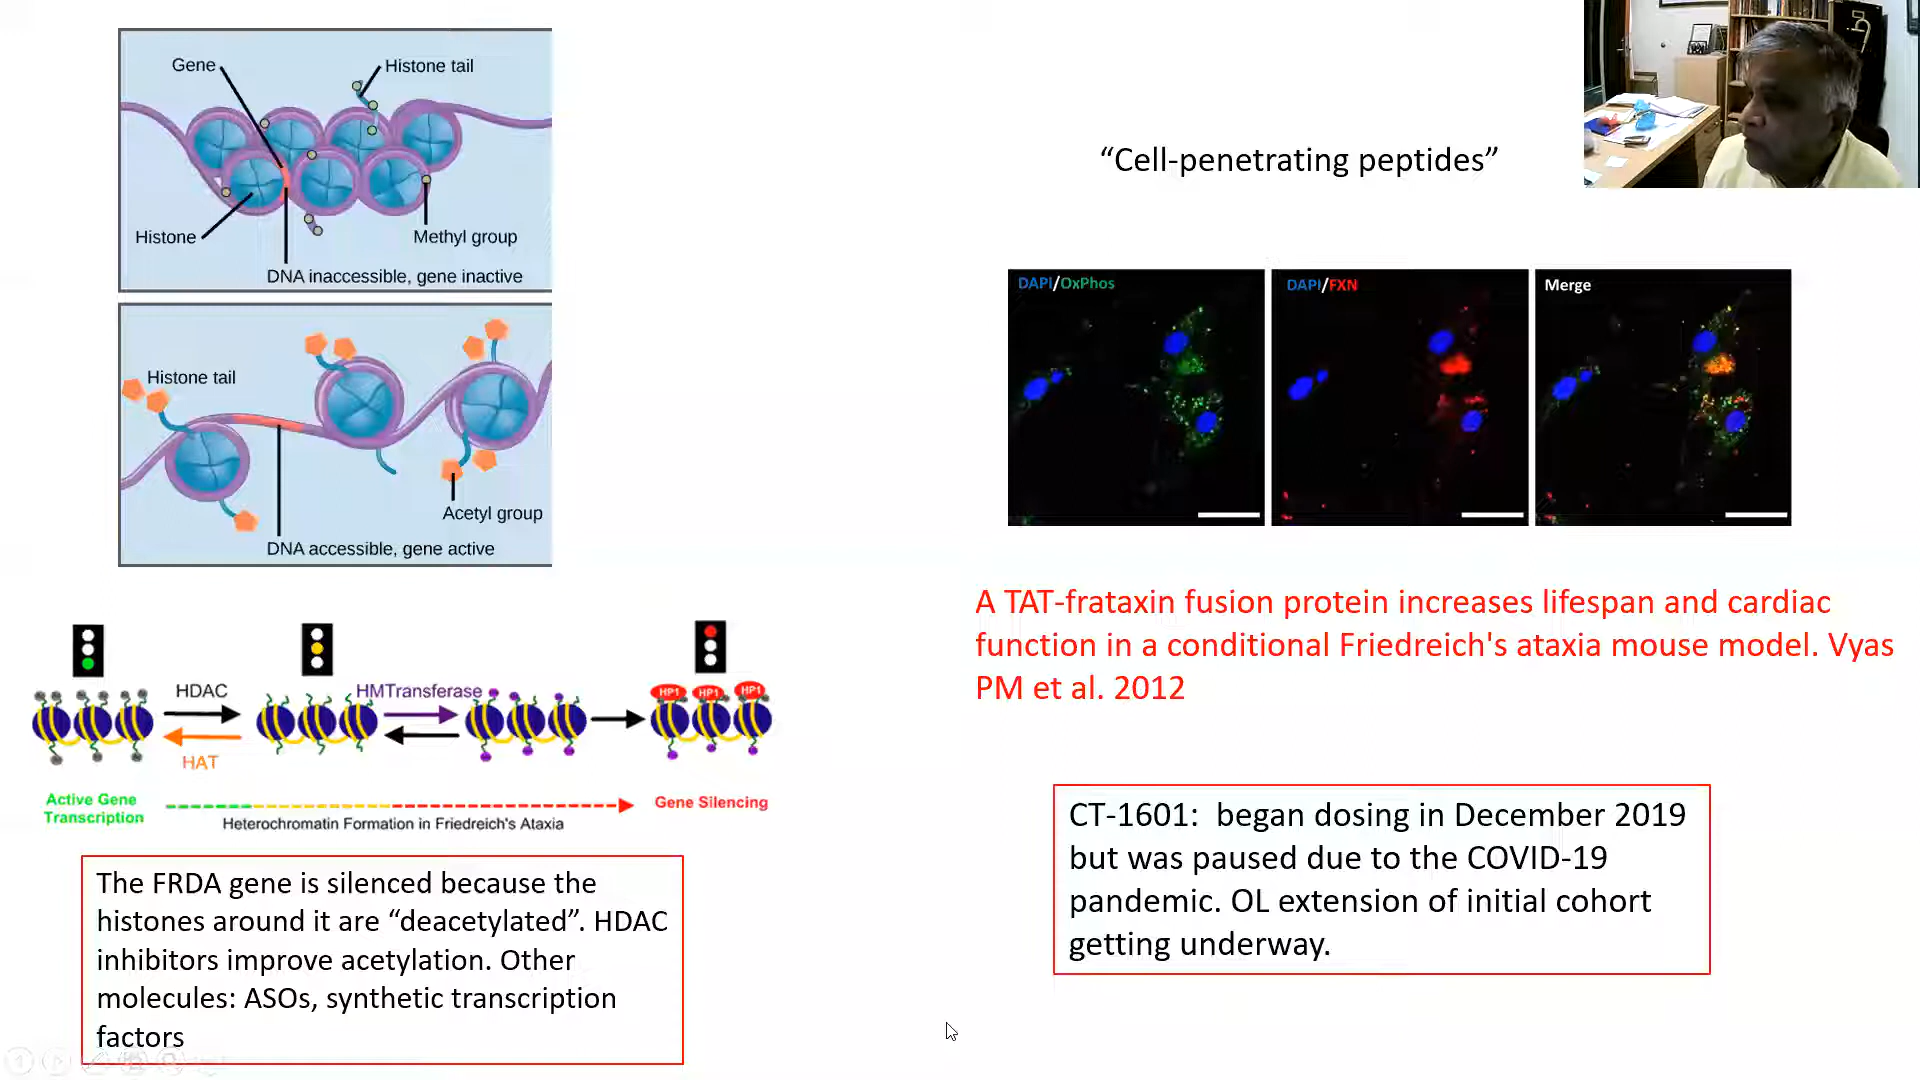 Gene
Histone tail
Histone
Methyl group
DNA inaccessible, gene inactive
Histone tail
Acetyl group
DNA accessible, gene active
HDAC
HMTransferase
HP1
HP1
HP1
HAT
Active Gene
Transcription
Gene Silencing
Heterochromatin Formation in Friedreich's Ataxia
The FRDA gene is silenced because the
histones around it are “deacetylated”. HDAC
inhibitors improve acetylation. Other
molecules: ASOs, synthetic transcription
factors
“Cell-penetrating peptides”
DAPI/OxPhos
DAPI/FXN
Merge
A TAT-frataxin fusion protein increases lifespan and cardiac
function in a conditional Friedreich's ataxia mouse model. Vyas
PM et al. 2012
CT-1601:  began dosing in December 2019
but was paused due to the COVID-19
pandemic. OL extension of initial cohort
getting underway.